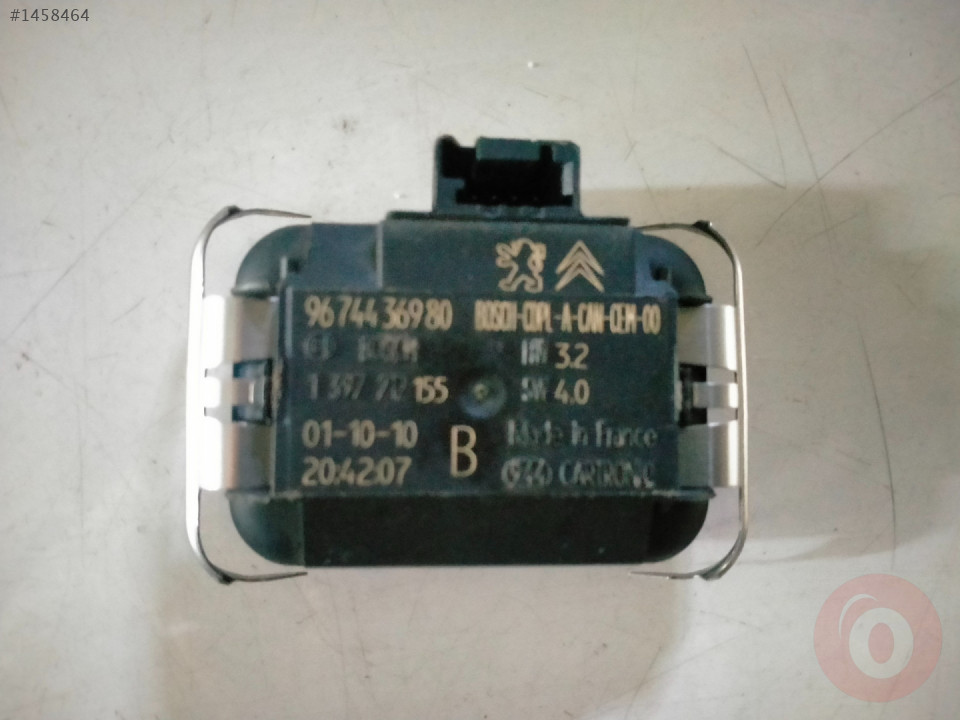 #1458464
9674436980 BOSCH-CDPL-A-CAN-CEM-00
BOSCH HW 3.2
1 397 212 155 SW 4.0
01-10-10 B Made In France
20:42:07 CARTRONIC